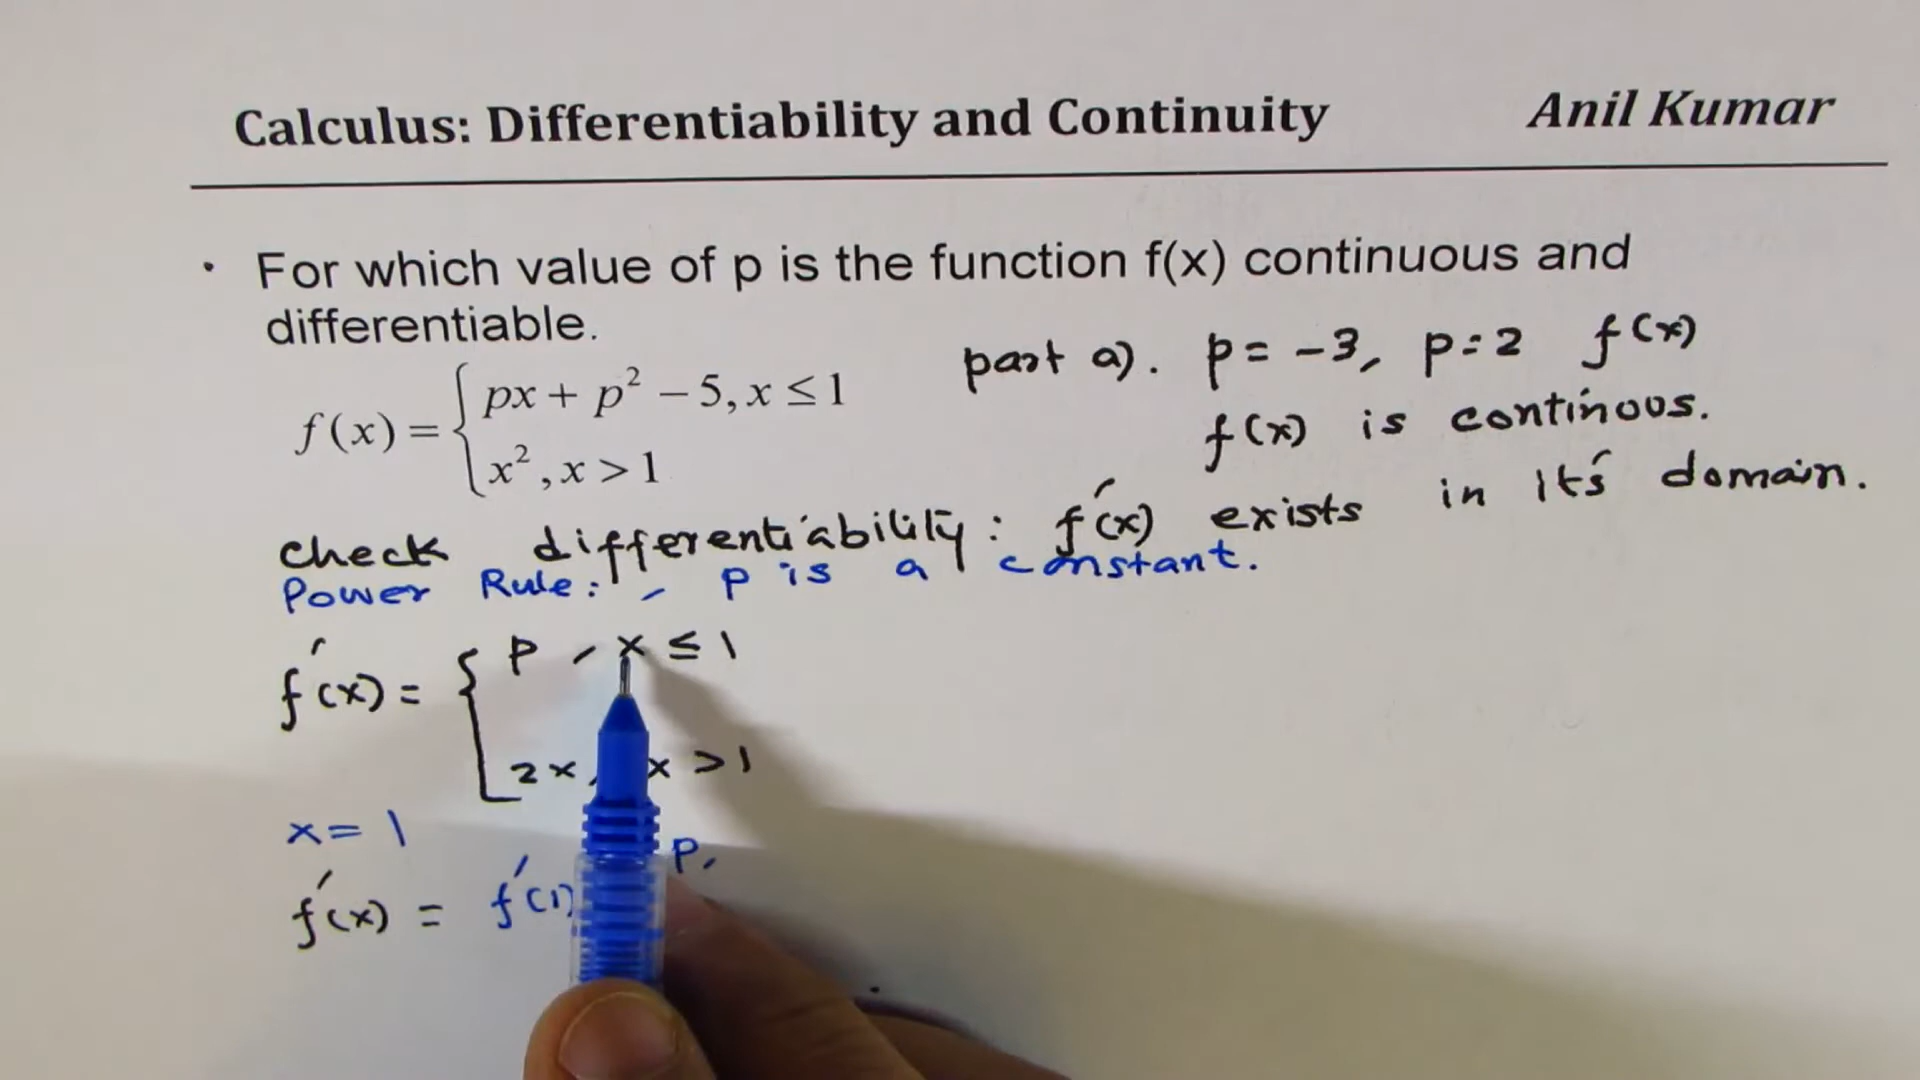 Calculus: Differentiability and Continuity Anil Kumar
• For which value of p is the function f(x) continuous and
differentiable.
part a). p = -3, p = 2 f(x)
f(x) = { px + p² - 5, x ≤ 1
x², x > 1
f(x) is continuous.
check differentiability: f'(x) exists in It's domain.
Power Rule: , p is a constant.
f'(x) = { p , x ≤ 1
2x, x > 1
x = 1
f'(x) = f'(1) p,